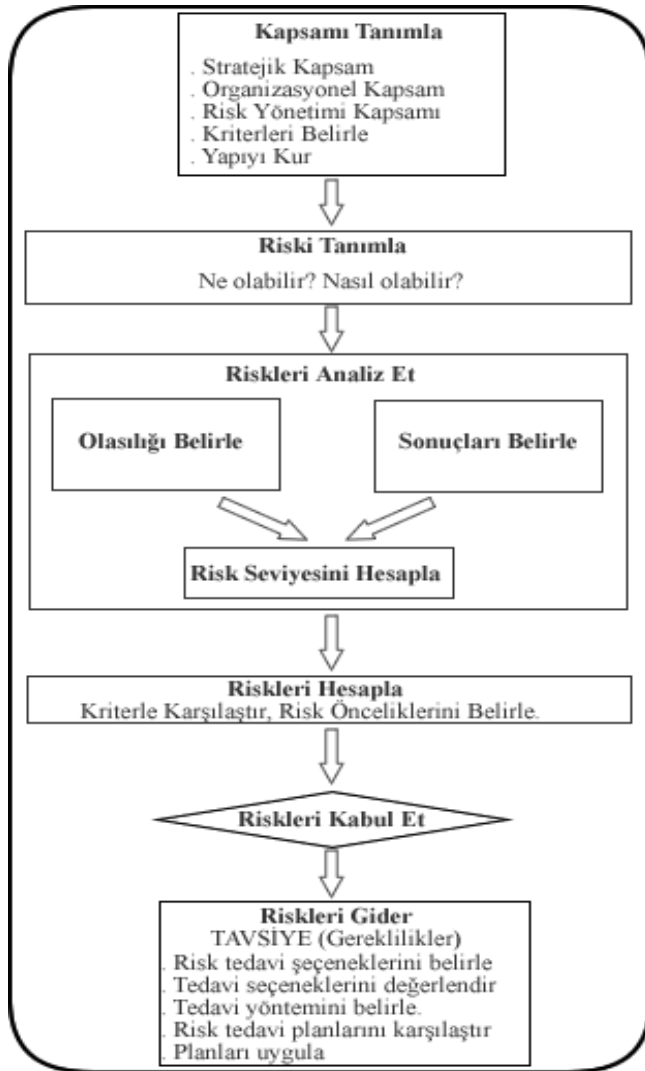 Kapsamı Tanımla
. Stratejik Kapsam
. Organizasyonel Kapsam
. Risk Yönetimi Kapsamı
. Kriterleri Belirle
. Yapıyı Kur
Riski Tanımla
Ne olabilir? Nasıl olabilir?
Riskleri Analiz Et
Olasılığı Belirle
Sonuçları Belirle
Risk Seviyesini Hesapla
Riskleri Hesapla
Kriterle Karşılaştır, Risk Önceliklerini Belirle.
Riskleri Kabul Et
Riskleri Gider
TAVSİYE (Gereklilikler)
. Risk tedavi seçeneklerini belirle
. Tedavi seçeneklerini değerlendir
. Tedavi yöntemini belirle.
. Risk tedavi planlarını karşılaştır
. Planları uygula